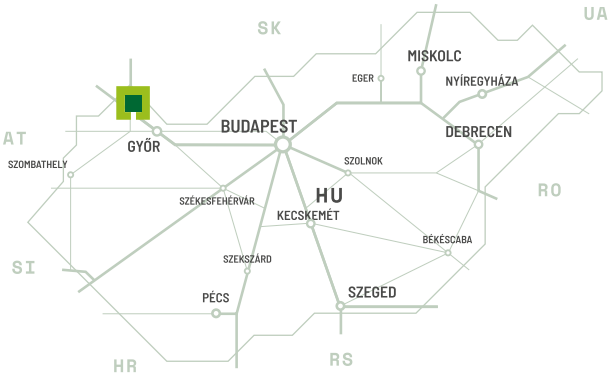 UA
SK
MISKOLC
EGER
NYÍREGYHÁZA
BUDAPEST
DEBRECEN
AT
GYŐR
SZOMBATHELY
SZOLNOK
HU
RO
SZÉKESFEHÉRVÁR
KECSKEMÉT
BÉKÉSCABA
SZEKSZÁRD
SI
PÉCS
SZEGED
HR
RS